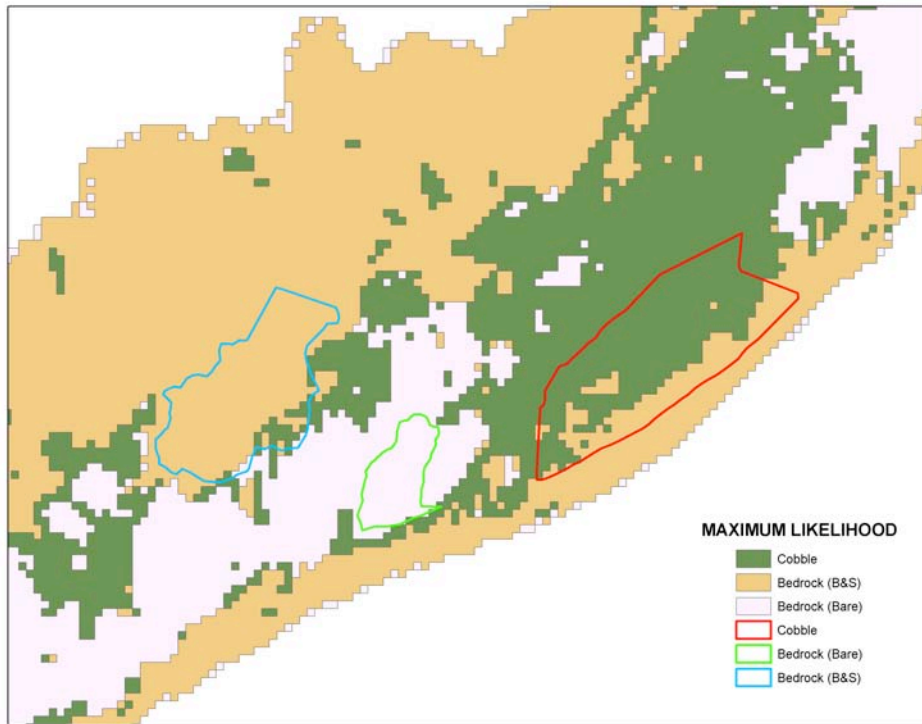 MAXIMUM LIKELIHOOD
Cobble
Bedrock (B&S)
Bedrock (Bare)
Cobble
Bedrock (Bare)
Bedrock (B&S)